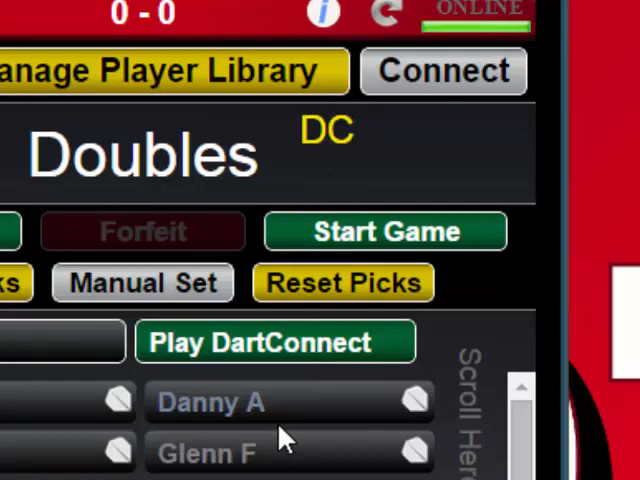 0 - 0 i ONLINE
anage Player Library Connect
Doubles DC
Forfeit Start Game
ks Manual Set Reset Picks
Play DartConnect
Danny A
Glenn F
Scroll Here